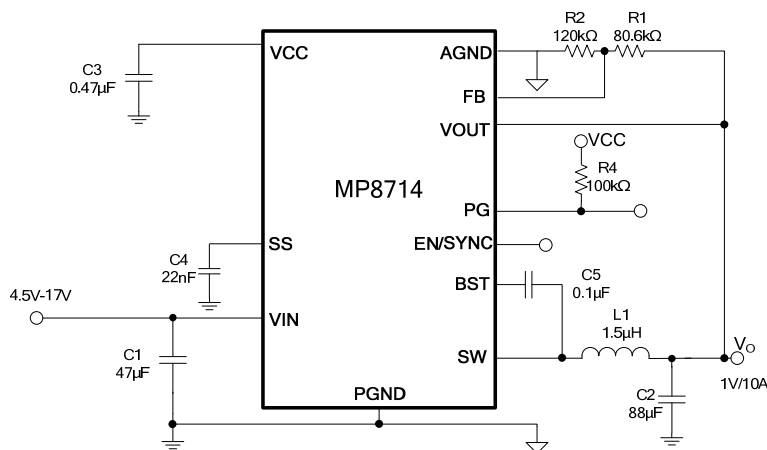 R2
120kΩ
R1
80.6kΩ
VCC
AGND
C3
0.47µF
FB
VOUT
VCC
R4
100kΩ
MP8714
PG
SS
EN/SYNC
C4
22nF
BST
C5
0.1µF
4.5V-17V
VIN
L1
1.5µH
C1
47µF
SW
VO
1V/10A
PGND
C2
88µF